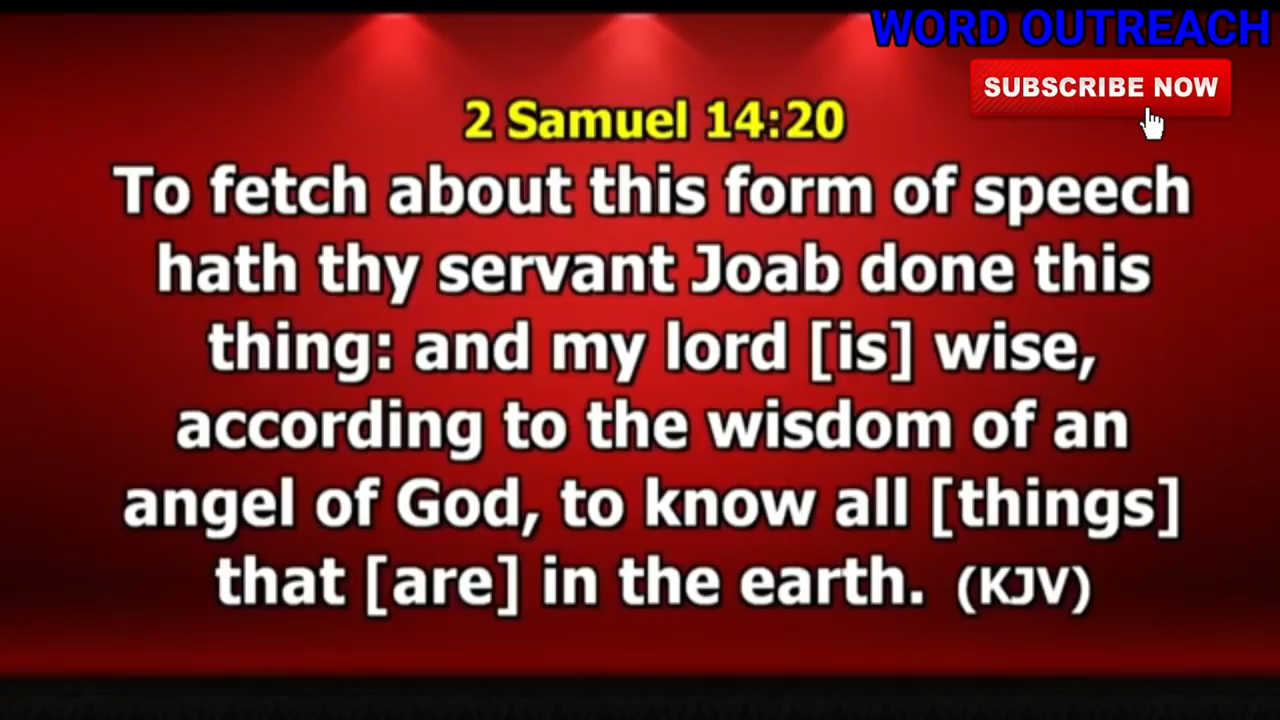 WORD OUTREACH
SUBSCRIBE NOW
2 Samuel 14:20
To fetch about this form of speech
hath thy servant Joab done this
thing: and my lord [is] wise,
according to the wisdom of an
angel of God, to know all [things]
that [are] in the earth. (KJV)